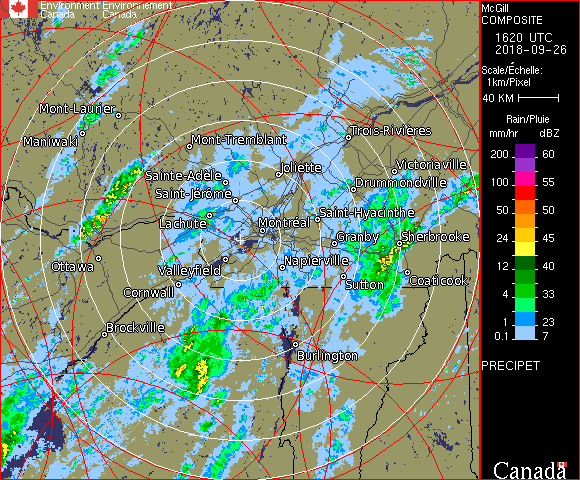 Environment Environnement
Canada Canada
McGill
COMPOSITE
1620 UTC
2018-09-26
Scale/Échelle:
1km/Pixel
40 KM
Rain/Pluie
mm/hr dBZ
200 60
100 55
50 50
24 45
12 40
4 33
1 23
0.1 7
PRECIPET
Canada
Mont-Laurier
Maniwaki
Mont-Tremblant
Trois-Rivières
Joliette
Victoriaville
Sainte-Adèle
Drummondville
Saint-Jérôme
Saint-Hyacinthe
Lachute
Montréal
Granby
Sherbrooke
Ottawa
Valleyfield
Napierville
Cornwall
Sutton
Coaticook
Brockville
Burlington